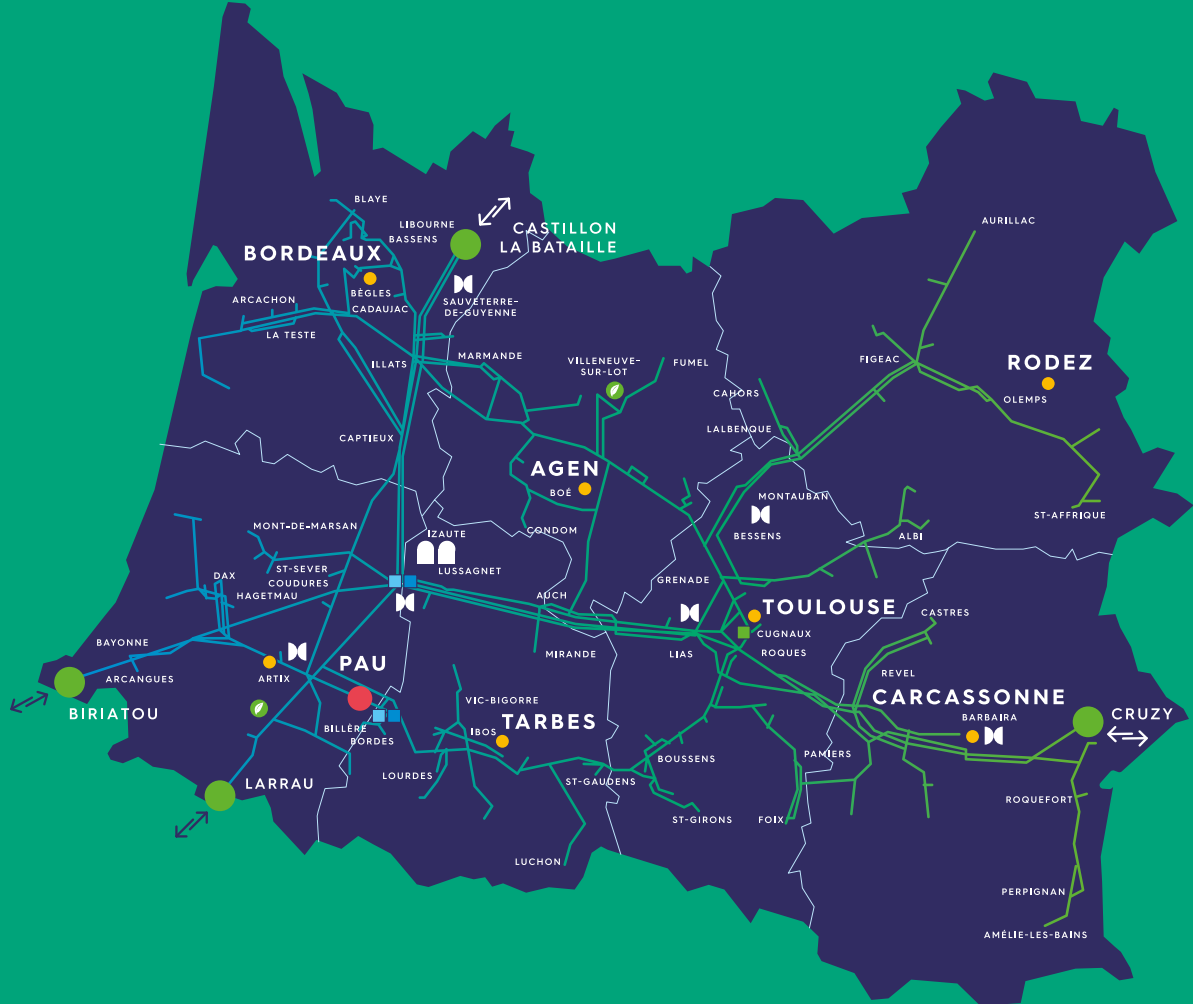 BLAYE
LIBOURNE
BASSENS
CASTILLON
LA BATAILLE
AURILLAC
BORDEAUX
BÈGLES
CADAUJAC
ARCACHON
LA TESTE
SAUVETERRE-
DE-GUYENNE
ILLATS
MARMANDE
VILLENEUVE-
SUR-LOT
FUMEL
FIGEAC
RODEZ
OLEMPS
CAHORS
LALBENQUE
CAPTIEUX
AGEN
BOÉ
MONTAUBAN
BESSENS
ST-AFFRIQUE
MONT-DE-MARSAN
IZAUTE
LUSSAGNET
CONDOM
ALBI
ST-SEVER
COUDURES
DAX
HAGETMAU
GRENADE
AUCH
TOULOUSE
CUGNAUX
CASTRES
BAYONNE
ARCANGUES
MIRANDE
LIAS
ROQUES
ARTIX
PAU
REVEL
BIRIATOU
VIC-BIGORRE
TARBES
IBOS
CARCASSONNE
BARBAIRA
CRUZY
BILLÈRE
BORDES
LOURDES
BOUSSENS
PAMIERS
LARRAU
ST-GAUDENS
ST-GIRONS
FOIX
ROQUEFORT
LUCHON
PERPIGNAN
AMÉLIE-LES-BAINS